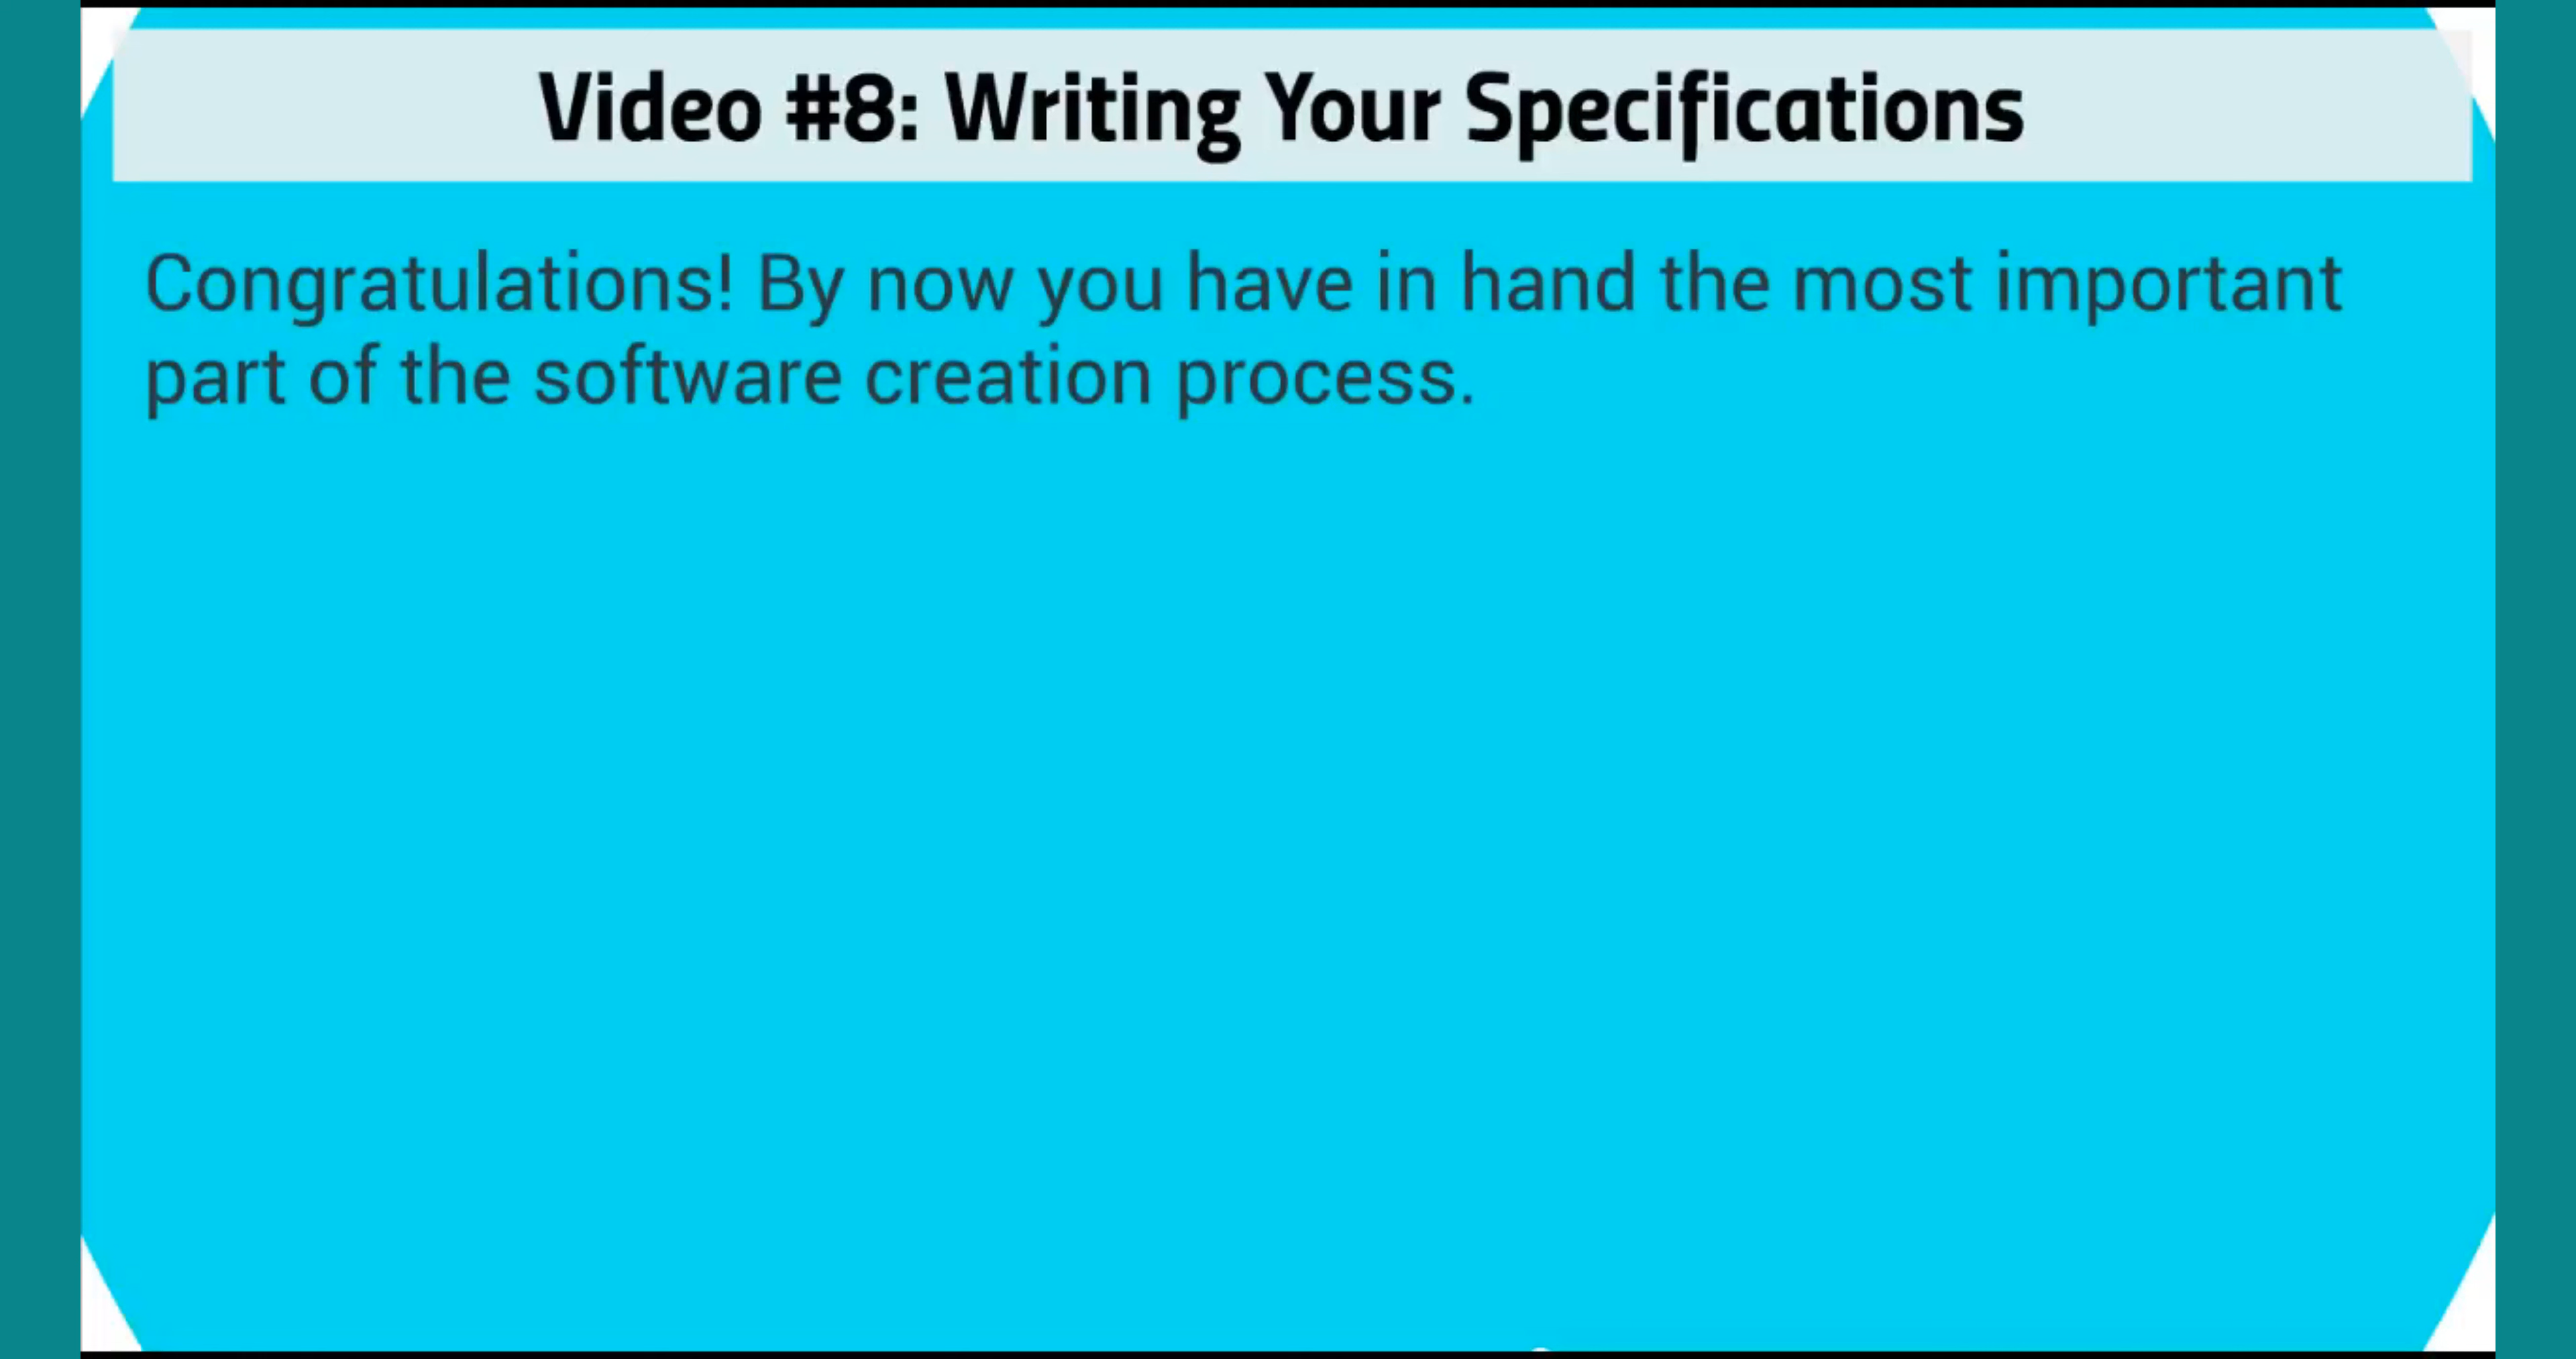 Video #8: Writing Your Specifications
Congratulations! By now you have in hand the most important
part of the software creation process.